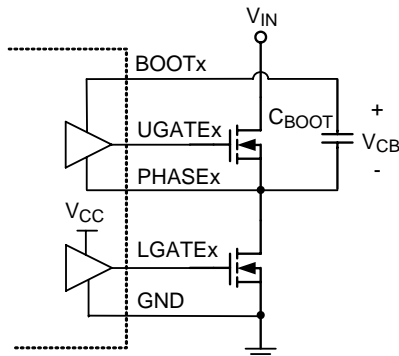 VIN
BOOTx
CBOOT
+
VCB
-
UGATEx
PHASEx
VCC
LGATEx
GND